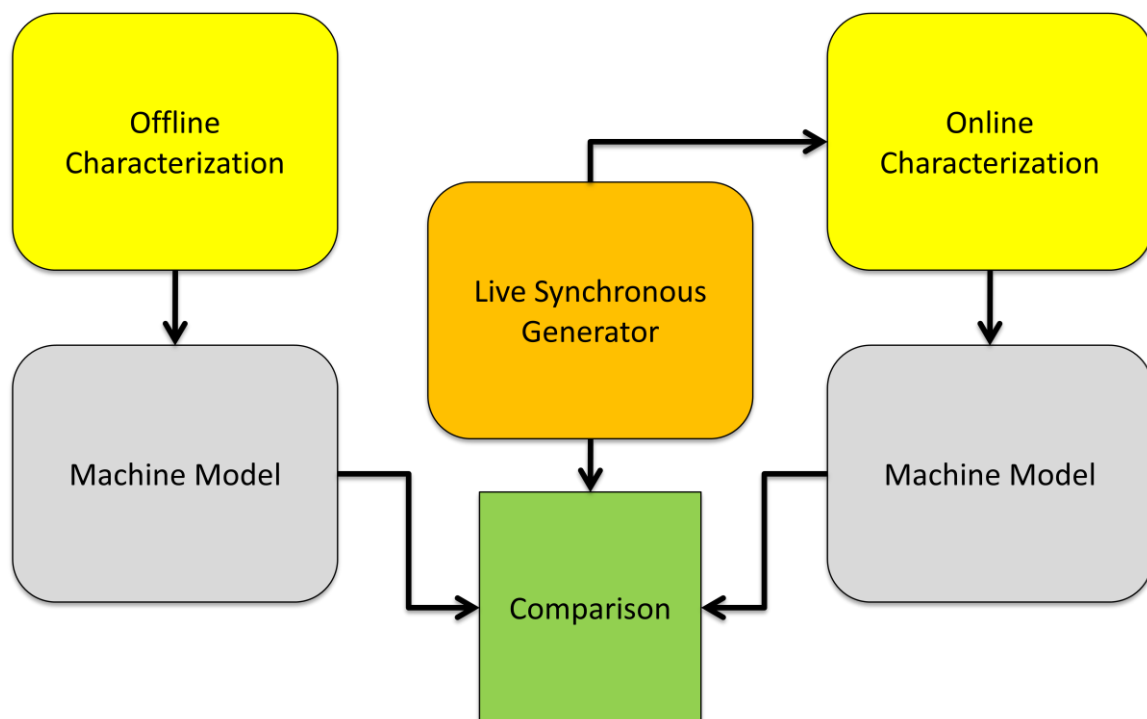 Offline
Characterization
Online
Characterization
Live Synchronous
Generator
Machine Model
Machine Model
Comparison